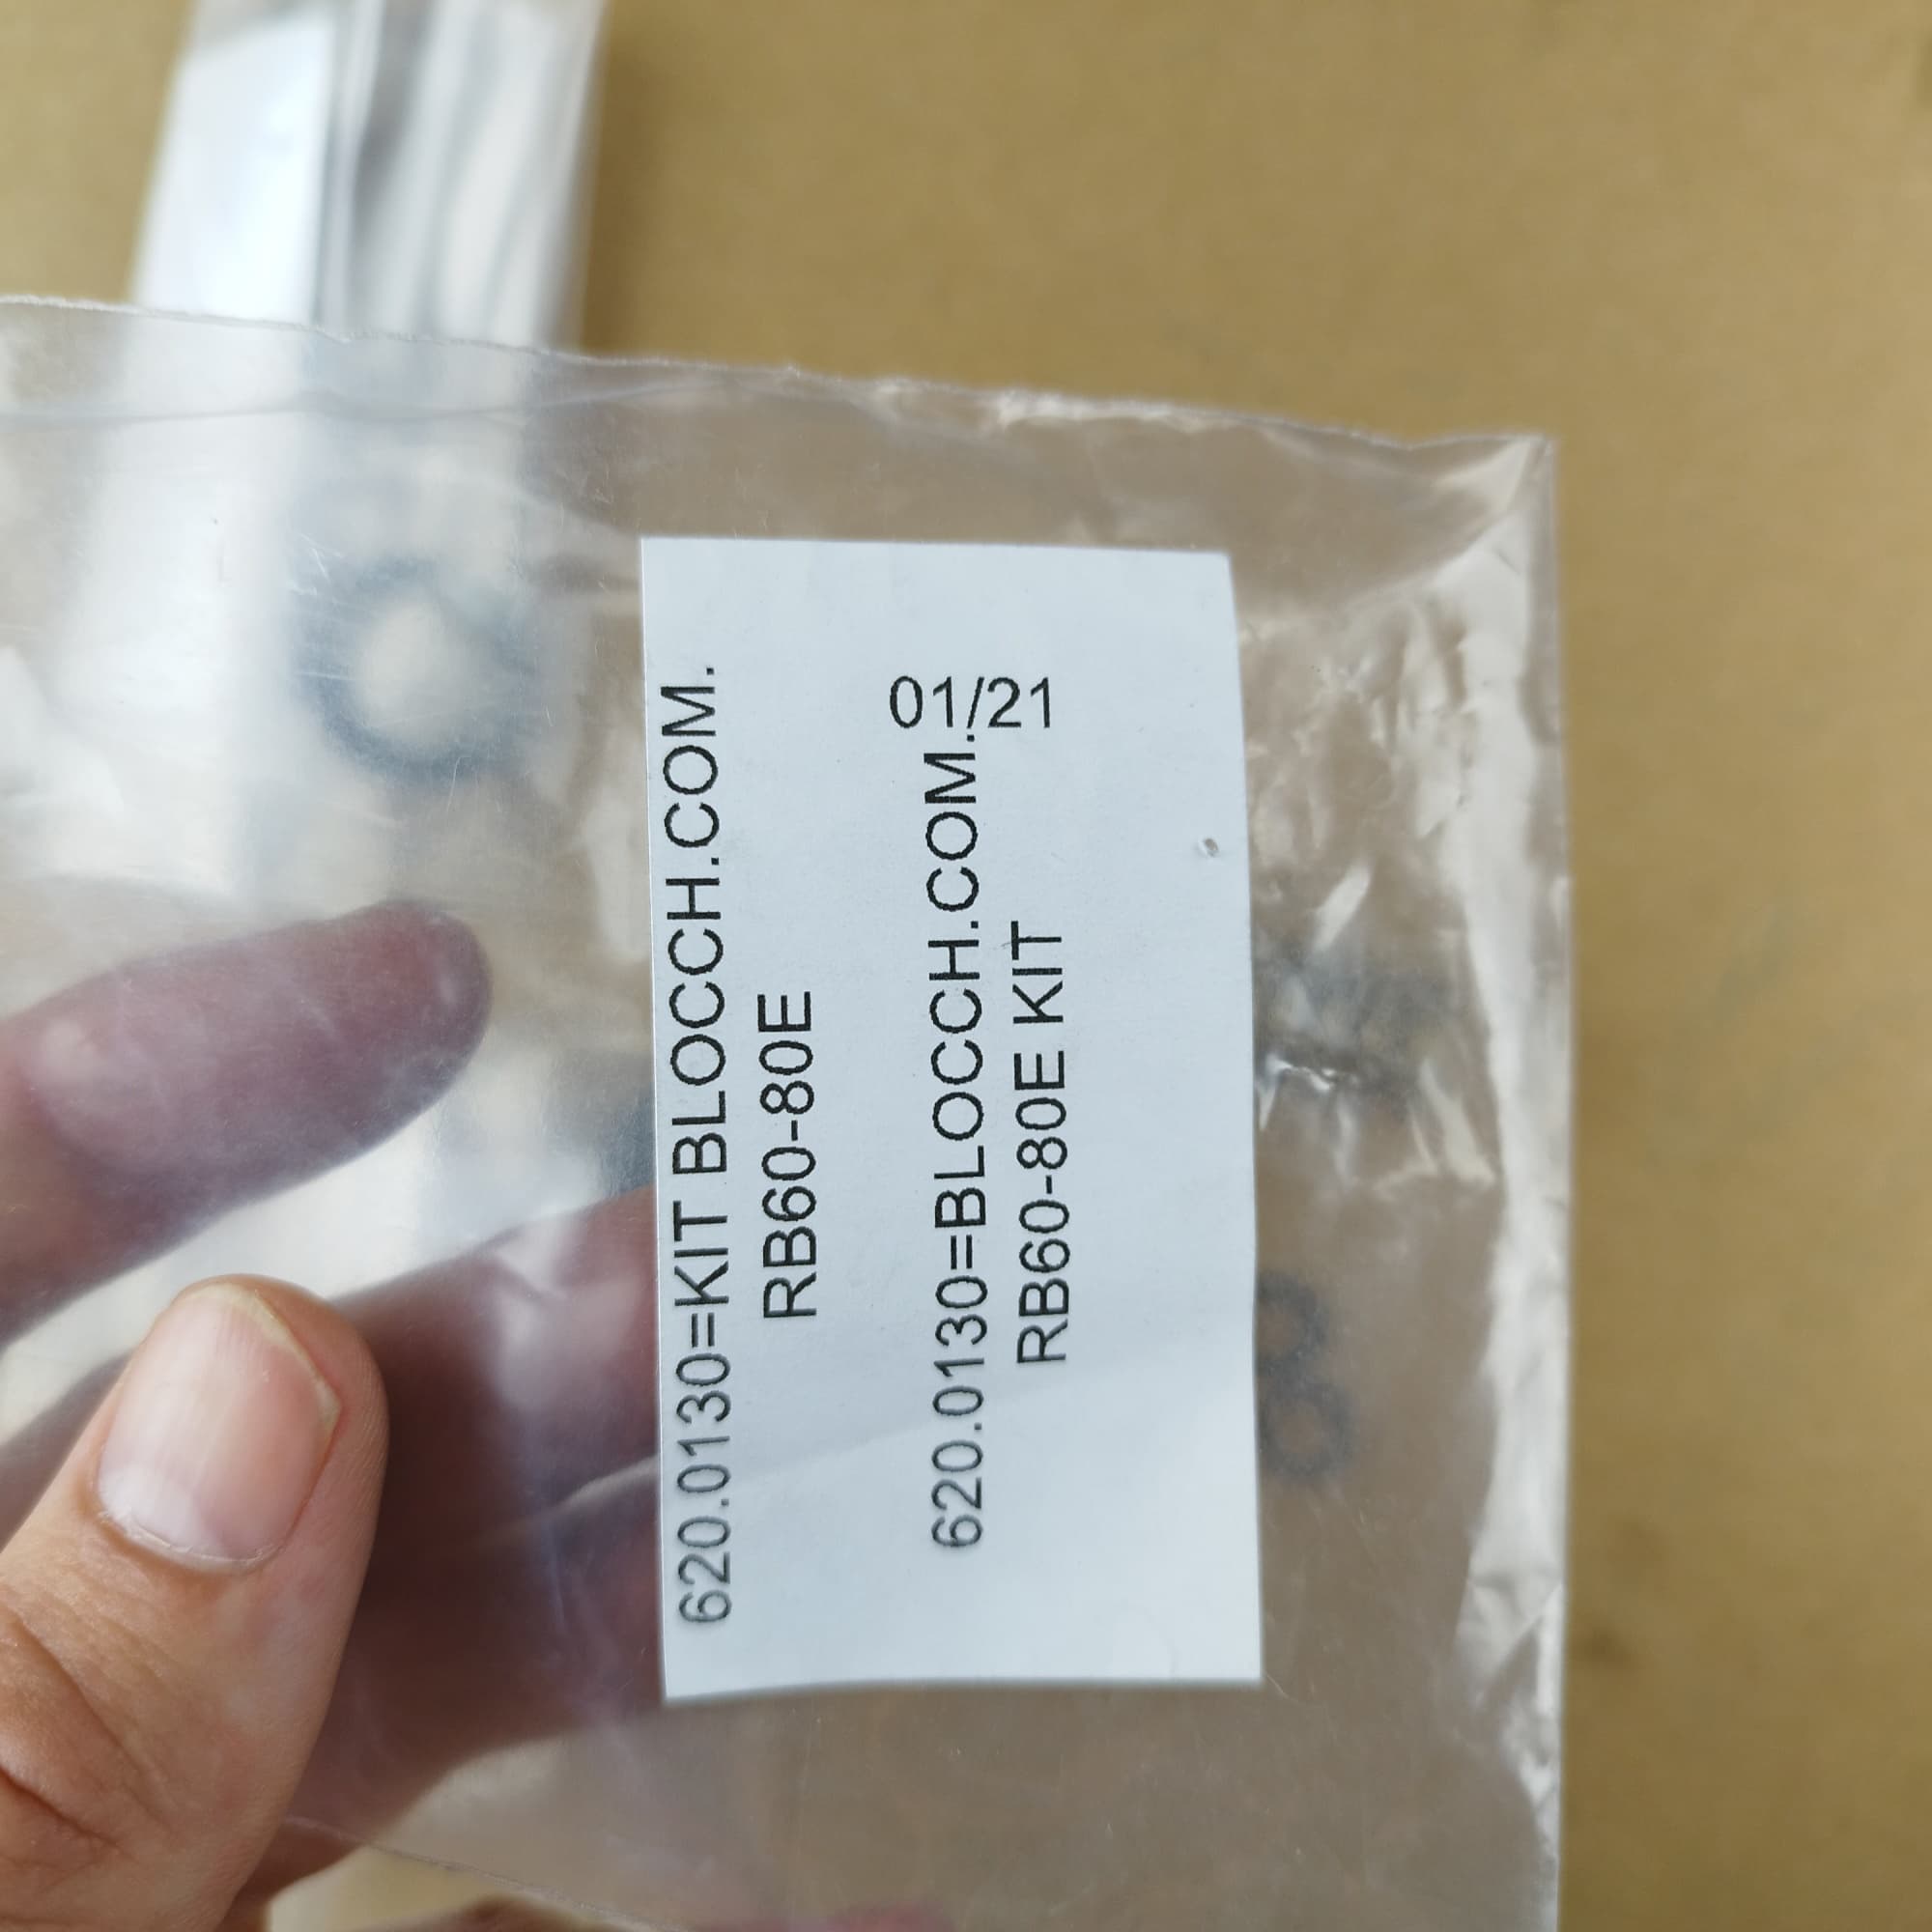 620.0130=KIT BLOCCH.COM.
RB60-80E
01/21
620.0130=BLOCCH.COM.
RB60-80E KIT